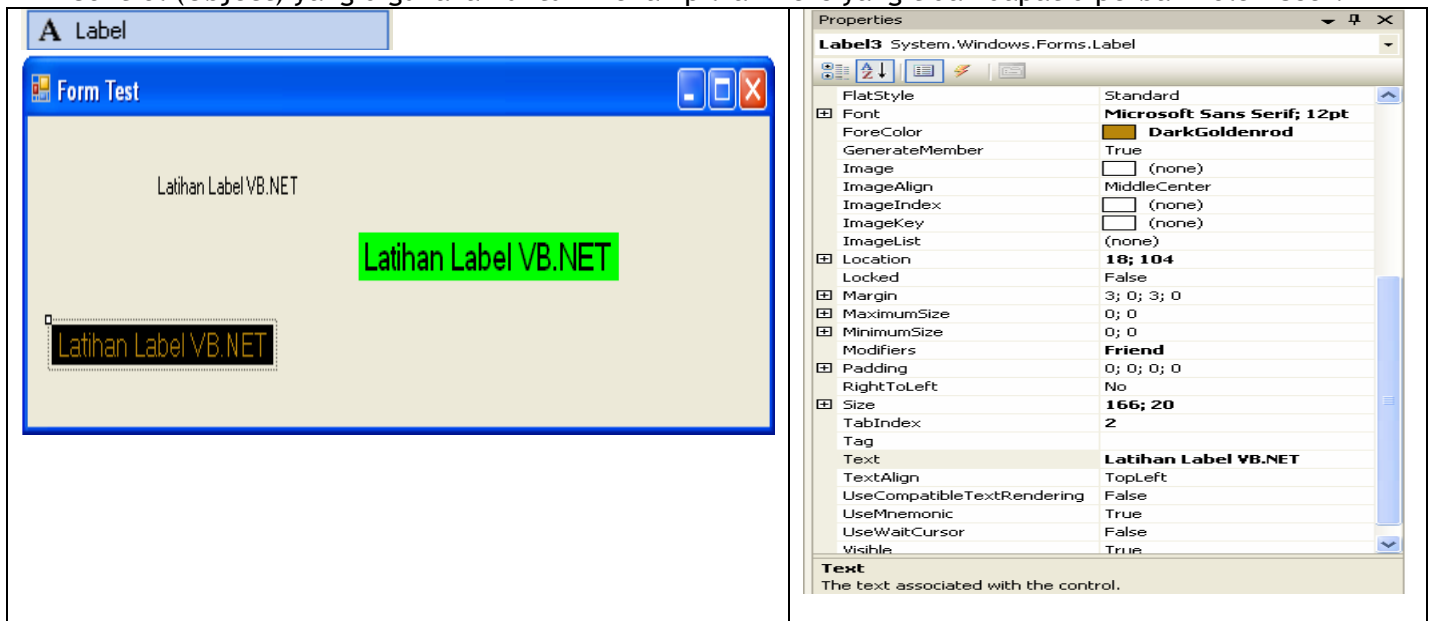 A Label
Form Test
Latihan Label VB.NET
Latihan Label VB.NET
Latihan Label VB.NET
Properties
Label3 System.Windows.Forms.Label
FlatStyle Standard
Font Microsoft Sans Serif; 12pt
ForeColor DarkGoldenrod
GenerateMember True
Image (none)
ImageAlign MiddleCenter
ImageIndex (none)
ImageKey (none)
ImageList (none)
Location 18; 104
Locked False
Margin 3; 0; 3; 0
MaximumSize 0; 0
MinimumSize 0; 0
Modifiers Friend
Padding 0; 0; 0; 0
RightToLeft No
Size 166; 20
TabIndex 2
Tag
Text Latihan Label VB.NET
TextAlign TopLeft
UseCompatibleTextRendering False
UseMnemonic True
UseWaitCursor False
Visible True
Text
The text associated with the control.